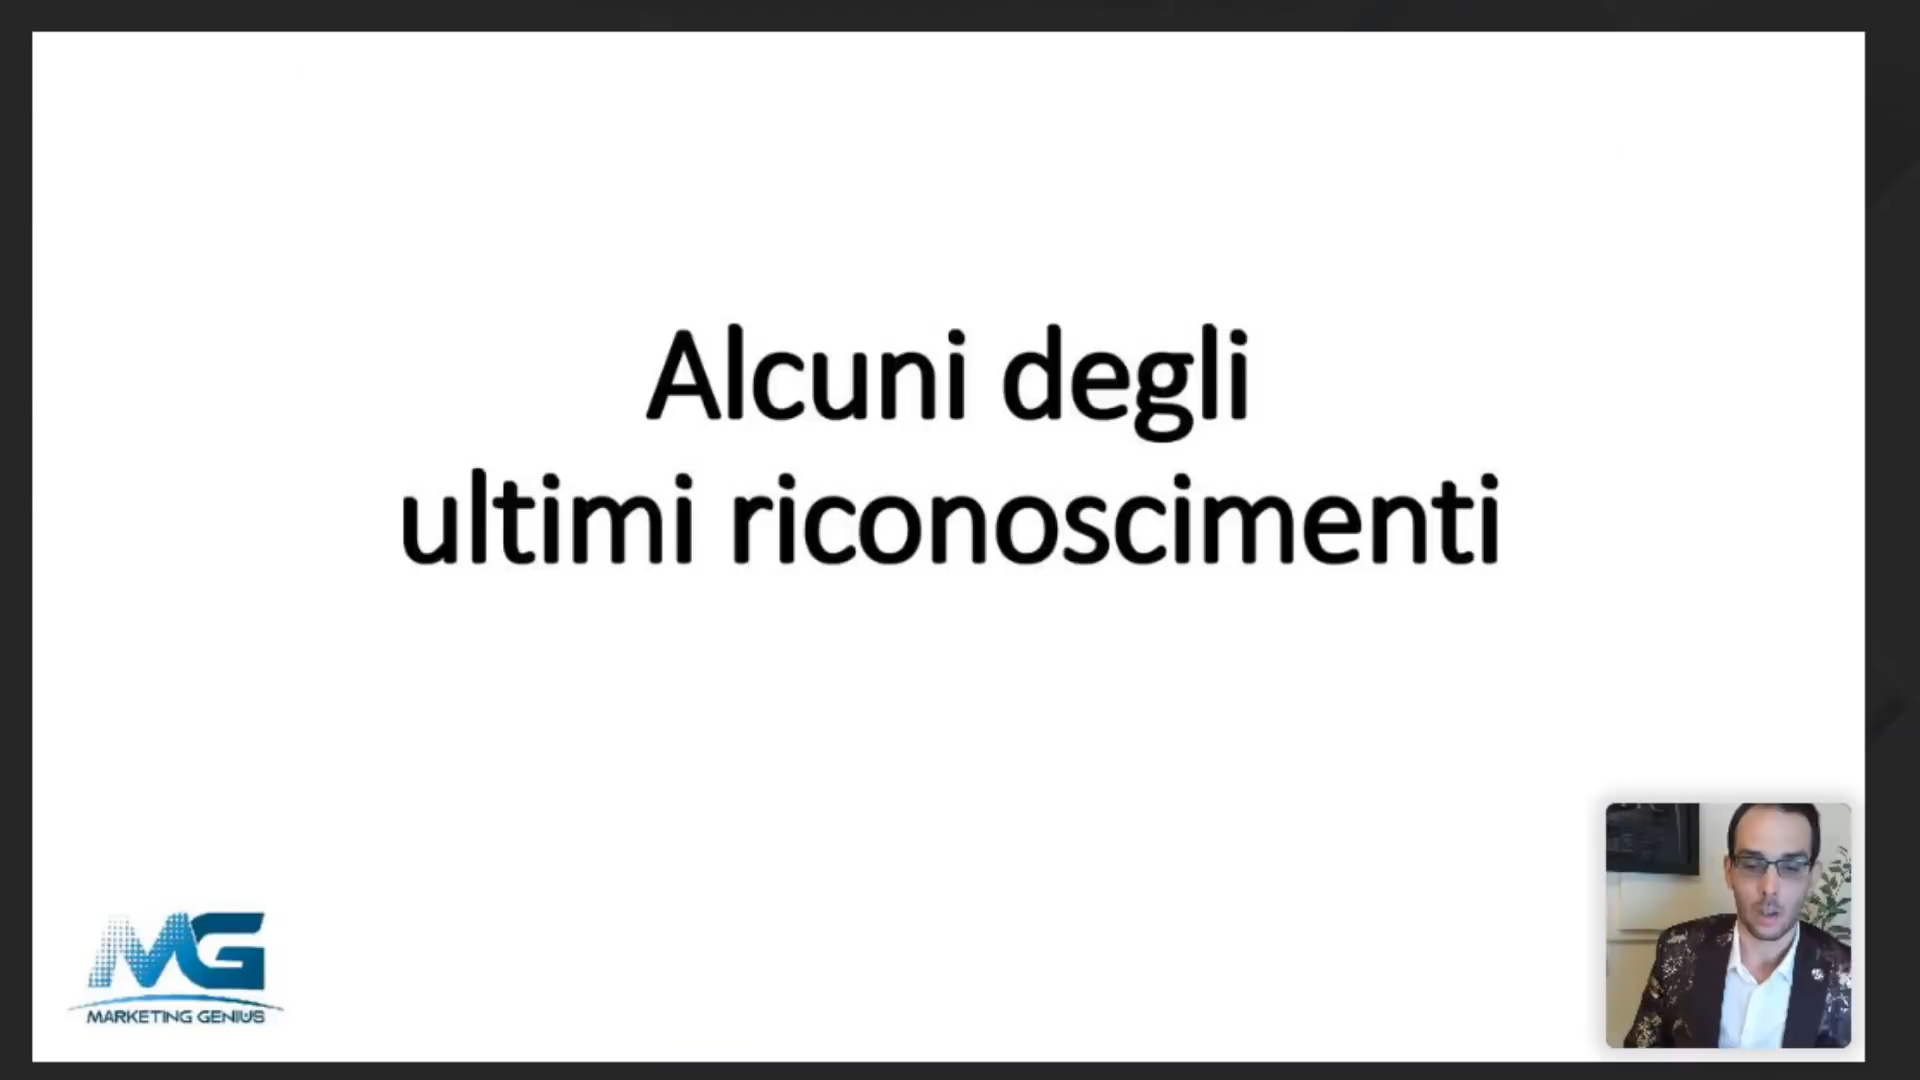 Alcuni degli
ultimi riconoscimenti
MG
MARKETING GENIUS